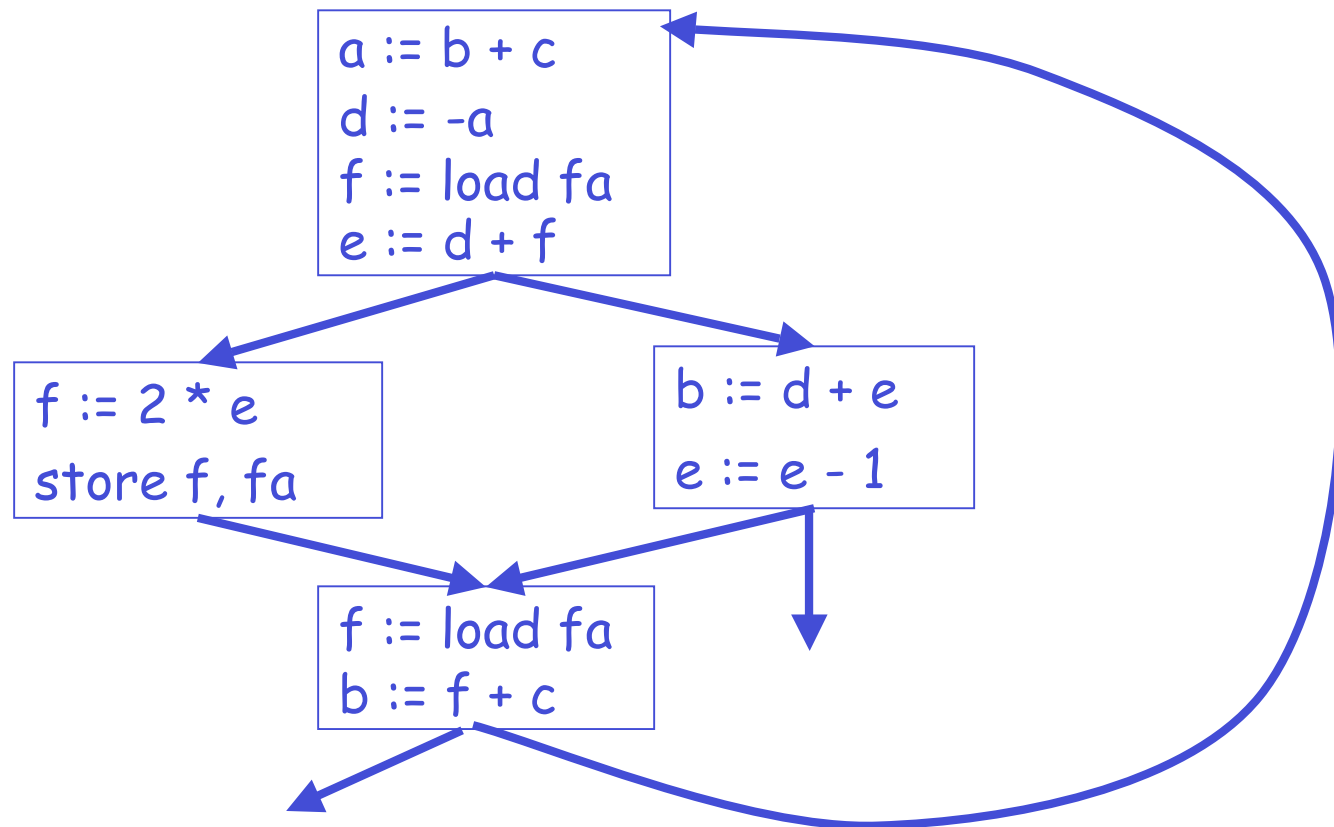 a := b + c
d := -a
f := load fa
e := d + f
f := 2 * e
store f, fa
b := d + e
e := e - 1
f := load fa
b := f + c